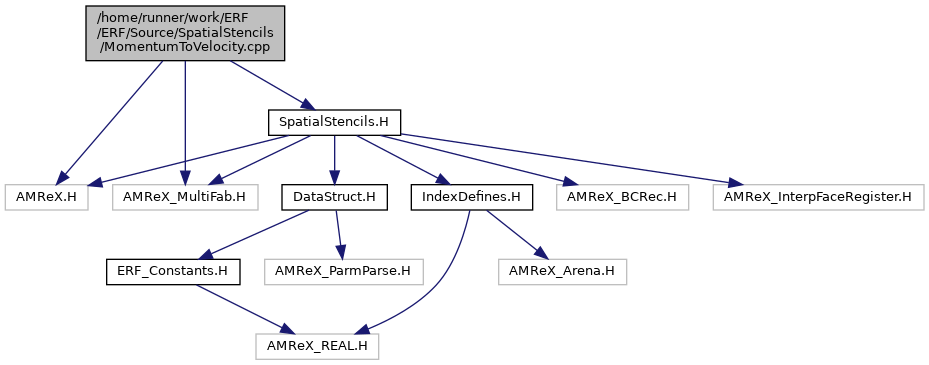 /home/runner/work/ERF
/ERF/Source/SpatialStencils
/MomentumToVelocity.cpp
SpatialStencils.H
AMReX.H
AMReX_MultiFab.H
DataStruct.H
IndexDefines.H
AMReX_BCRec.H
AMReX_InterpFaceRegister.H
ERF_Constants.H
AMReX_ParmParse.H
AMReX_Arena.H
AMReX_REAL.H